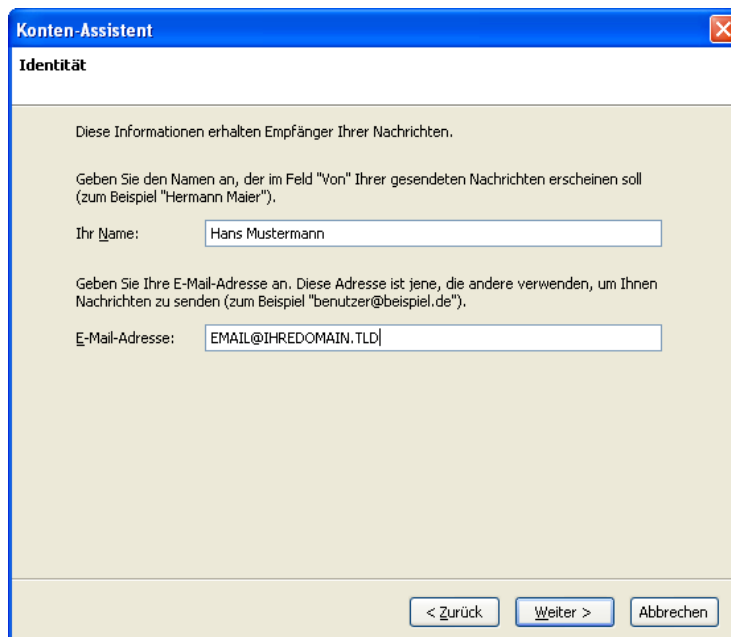 Konten-Assistent
Identität
Diese Informationen erhalten Empfänger Ihrer Nachrichten.
Geben Sie den Namen an, der im Feld "Von" Ihrer gesendeten Nachrichten erscheinen soll
(zum Beispiel "Hermann Maier").
Ihr Name: Hans Mustermann
Geben Sie Ihre E-Mail-Adresse an. Diese Adresse ist jene, die andere verwenden, um Ihnen
Nachrichten zu senden (zum Beispiel "benutzer@beispiel.de").
E-Mail-Adresse: EMAIL@IHREDOMAIN.TLD
< Zurück Weiter > Abbrechen